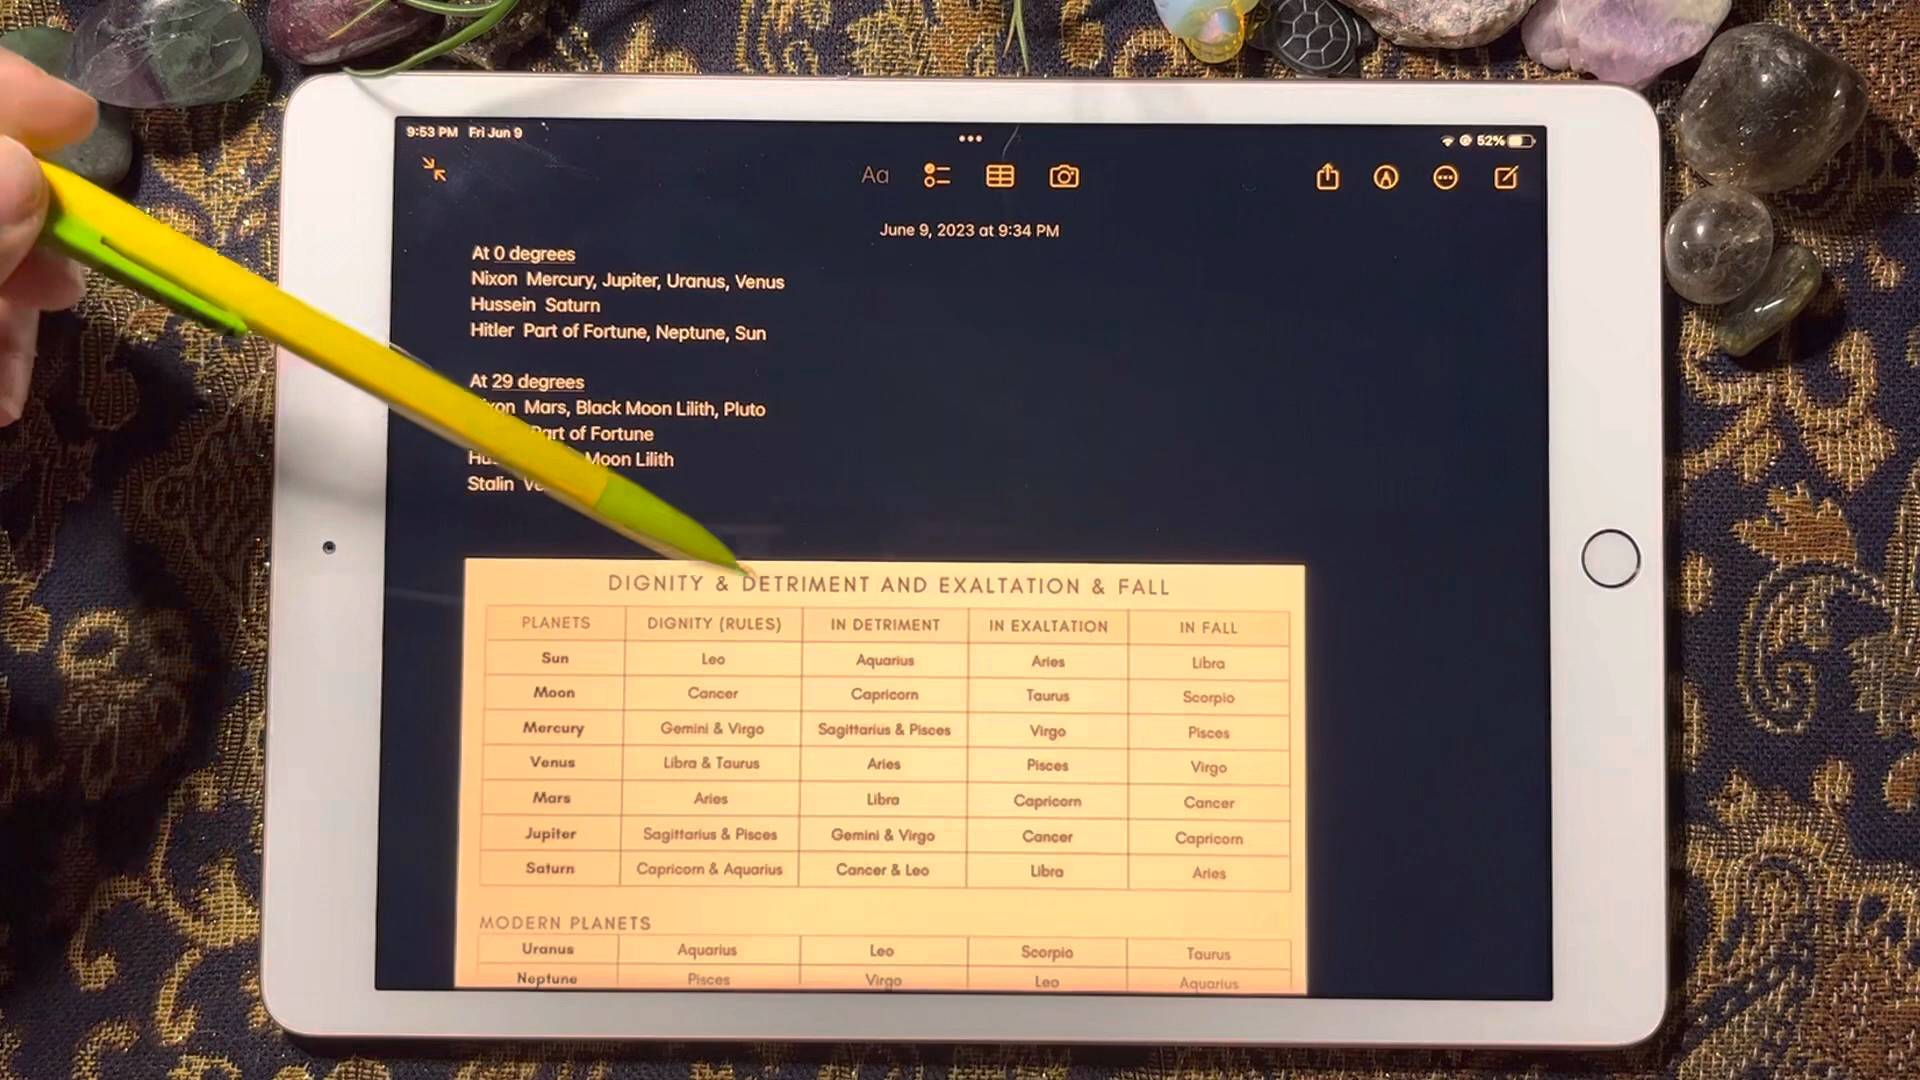 9:53 PM Fri Jun 9
52%
Aa
June 9, 2023 at 9:34 PM
At 0 degrees
Nixon Mercury, Jupiter, Uranus, Venus
Hussein Saturn
Hitler Part of Fortune, Neptune, Sun
At 29 degrees
Mars, Black Moon Lilith, Pluto
Part of Fortune
Moon Lilith
Stalin
DIGNITY & DETRIMENT AND EXALTATION & FALL
PLANETS DIGNITY (RULES) IN DETRIMENT IN EXALTATION IN FALL
Sun Leo Aquarius Aries Libra
Moon Cancer Capricorn Taurus Scorpio
Mercury Gemini & Virgo Sagittarius & Pisces Virgo Pisces
Venus Libra & Taurus Aries Pisces Virgo
Mars Aries Libra Capricorn Cancer
Jupiter Sagittarius & Pisces Gemini & Virgo Cancer Capricorn
Saturn Capricorn & Aquarius Cancer & Leo Libra Aries
MODERN PLANETS
Uranus Aquarius Leo Scorpio Taurus
Neptune Pisces Virgo Leo Aquarius